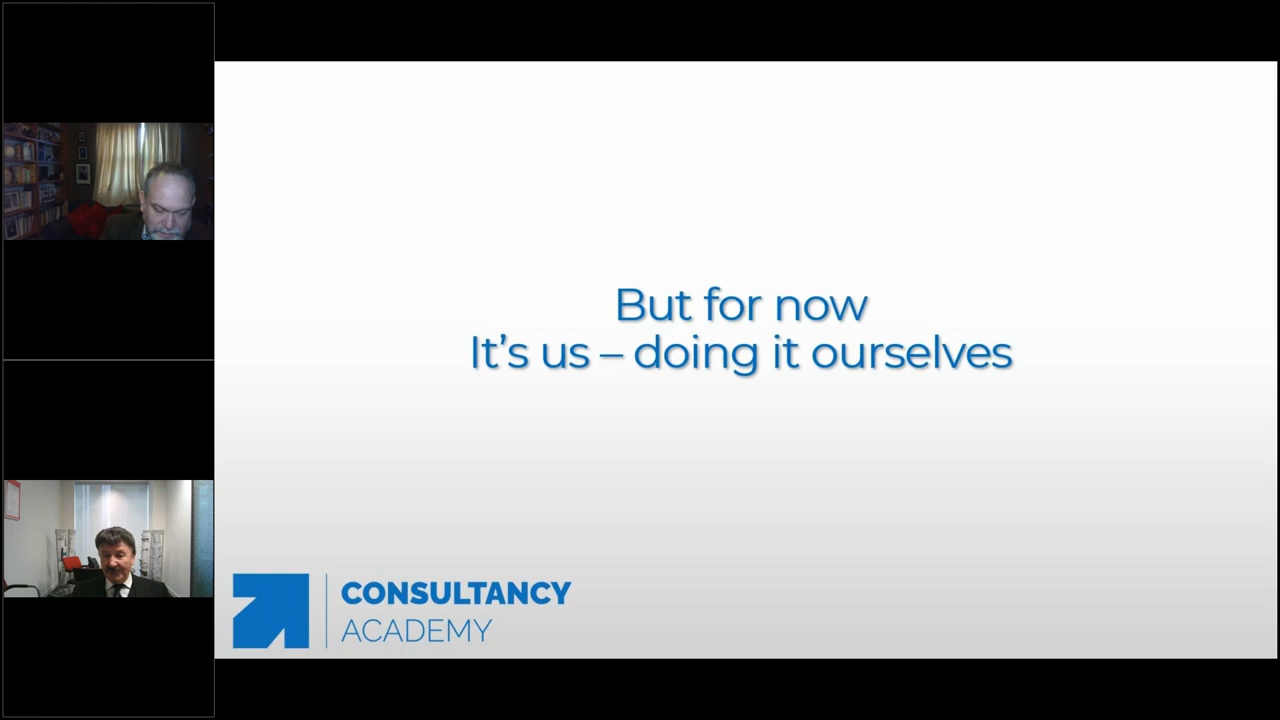 But for now
It’s us – doing it ourselves
CONSULTANCY
ACADEMY